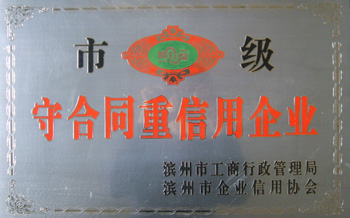 市级
守合同重信用企业
滨州市工商行政管理局
滨州市企业信用协会